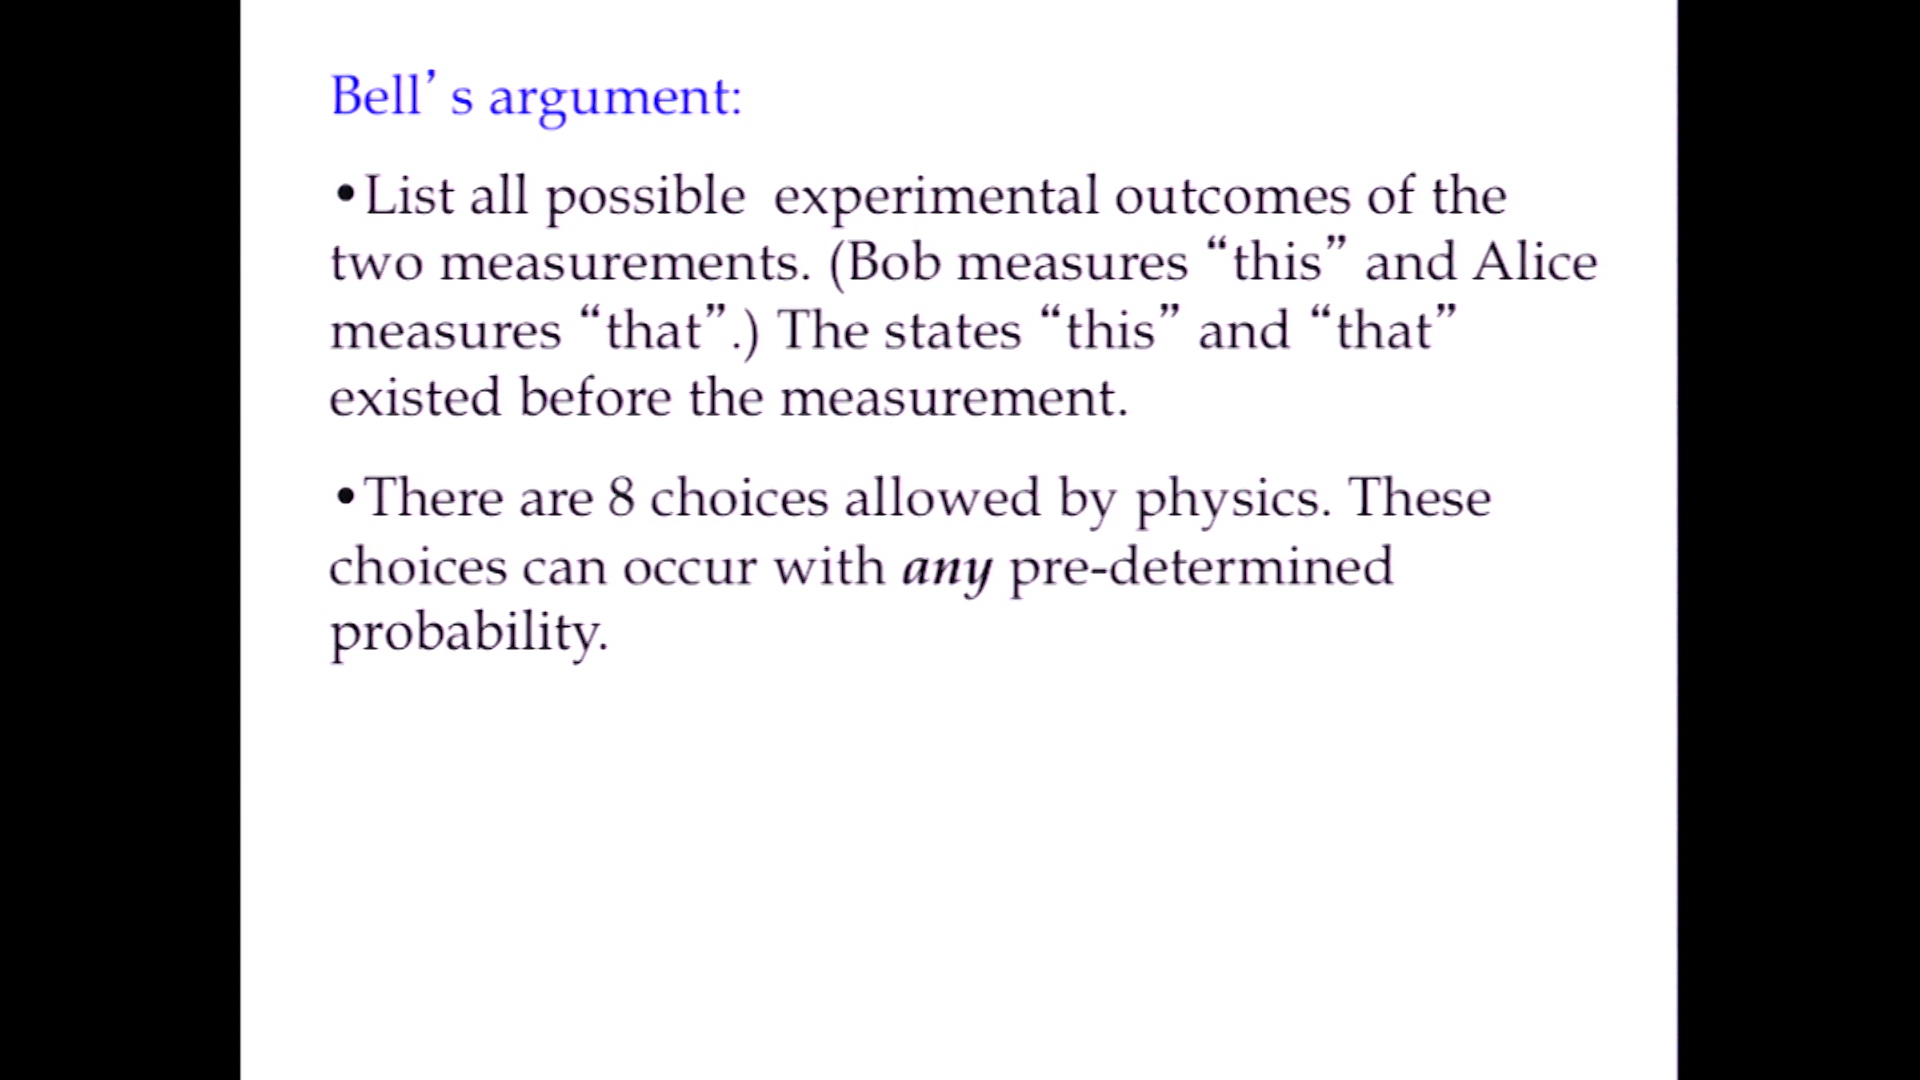 Bell’s argument:
•List all possible experimental outcomes of the
two measurements. (Bob measures “this” and Alice
measures “that”.) The states “this” and “that”
existed before the measurement.
•There are 8 choices allowed by physics. These
choices can occur with any pre-determined
probability.